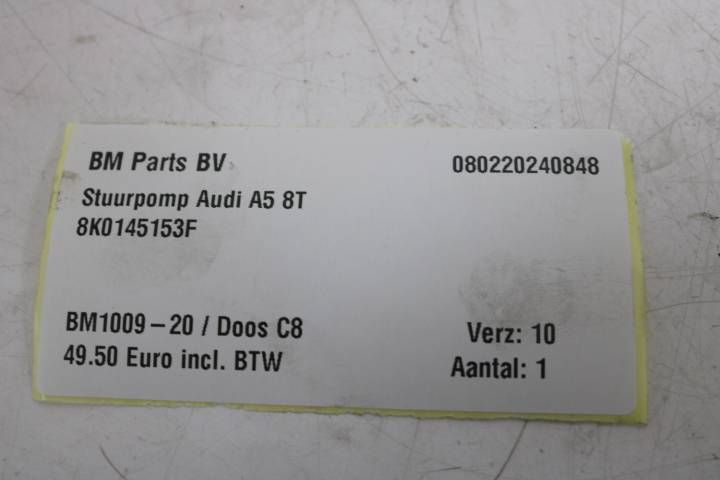 BM Parts BV 080220240848
Stuurpomp Audi A5 8T
8K0145153F
BM1009-20 / Doos C8 Verz: 10
49.50 Euro incl. BTW Aantal: 1